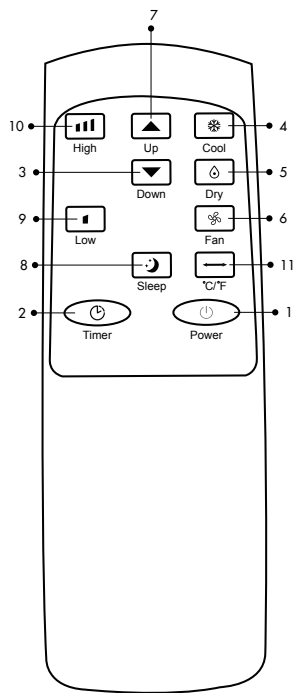 7
10
High
Up
Cool
4
3
Down
Dry
5
9
Low
Fan
6
8
Sleep
°C/°F
11
2
Timer
Power
1